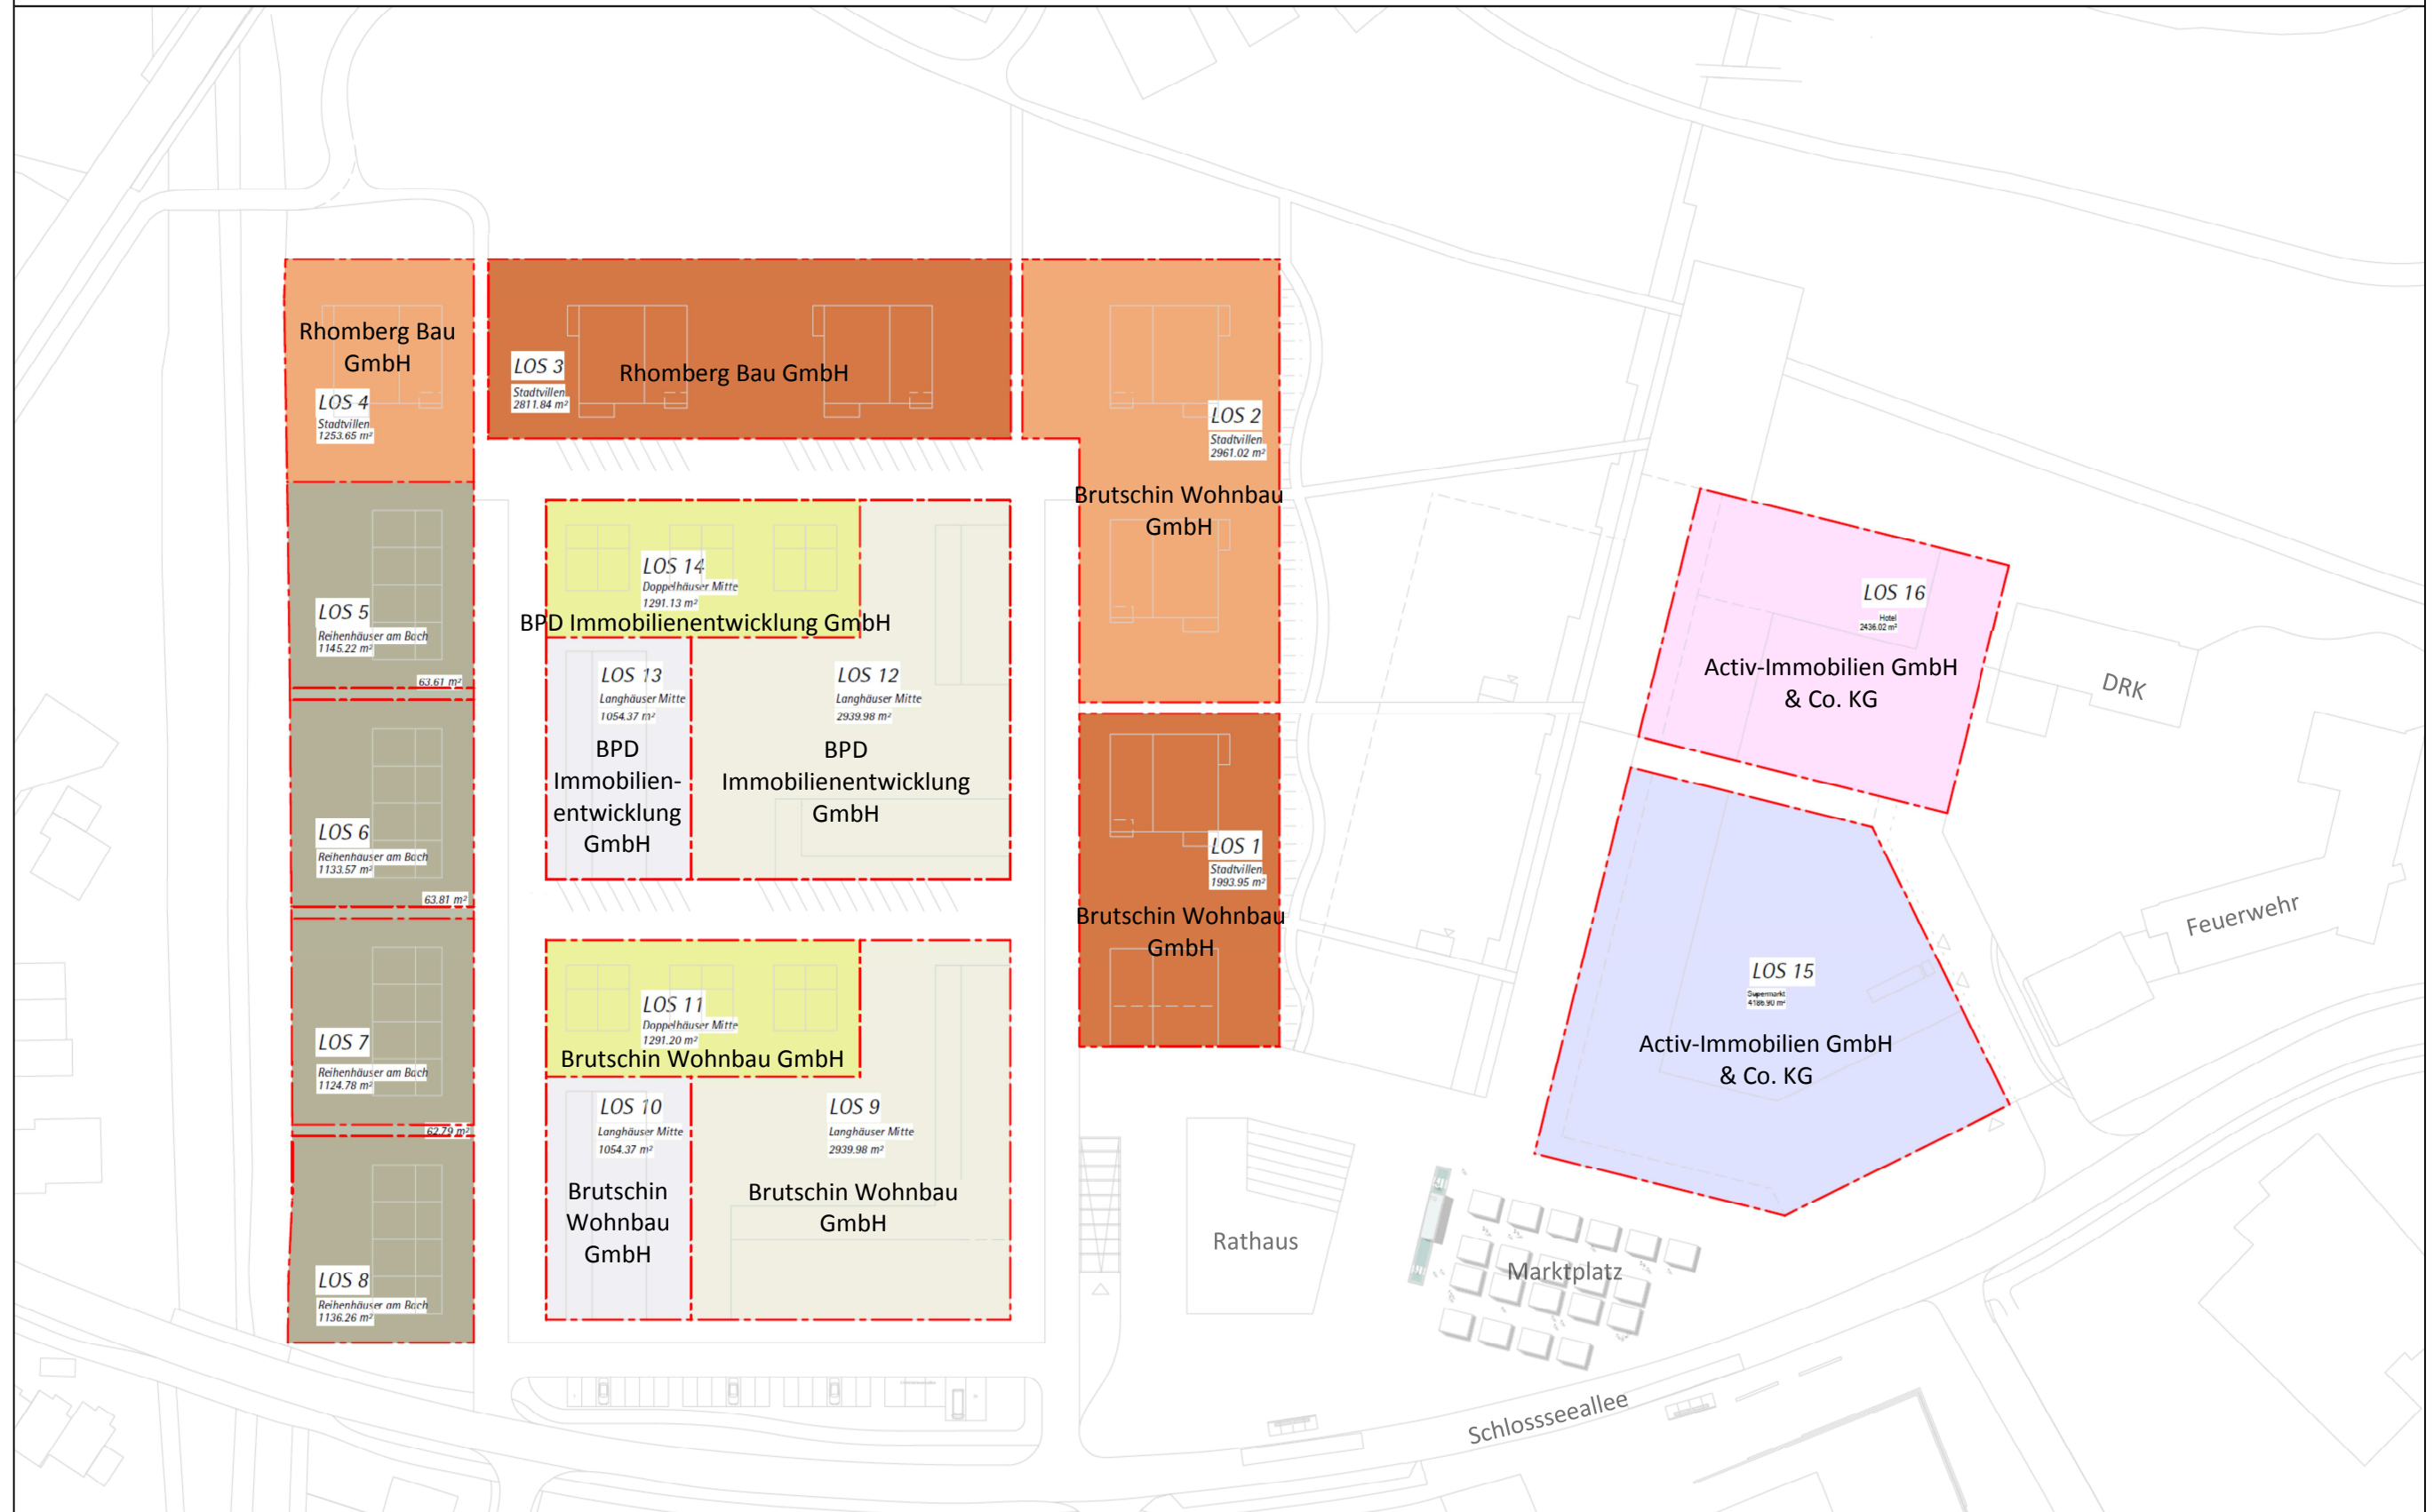 Rhomberg Bau
GmbH
LOS 4
Stadtvillen
1253.65 m²
LOS 3
Stadtvillen
2811.84 m²
Rhomberg Bau GmbH
LOS 2
Stadtvillen
2961.02 m²
Brutschin Wohnbau
GmbH
LOS 5
Reihenhäuser am Bach
1145.22 m²
63.61 m²
LOS 14
Doppelhäuser Mitte
1291.13 m²
BPD Immobilienentwicklung GmbH
LOS 13
Langhäuser Mitte
1054.37 m²
BPD
Immobilien-
entwicklung
GmbH
LOS 12
Langhäuser Mitte
2939.98 m²
BPD
Immobilienentwicklung
GmbH
LOS 16
Hotel
2436.02 m²
Activ-Immobilien GmbH
& Co. KG
DRK
LOS 6
Reihenhäuser am Bach
1133.57 m²
63.81 m²
LOS 1
Stadtvillen
1993.95 m²
Brutschin Wohnbau
GmbH
Feuerwehr
LOS 15
Supermarkt
4186.90 m²
Activ-Immobilien GmbH
& Co. KG
LOS 7
Reihenhäuser am Bach
1124.78 m²
62.79 m²
LOS 11
Doppelhäuser Mitte
1291.20 m²
Brutschin Wohnbau GmbH
LOS 10
Langhäuser Mitte
1054.37 m²
Brutschin
Wohnbau
GmbH
LOS 9
Langhäuser Mitte
2939.98 m²
Brutschin Wohnbau
GmbH
LOS 8
Reihenhäuser am Bach
1136.26 m²
Rathaus
Marktplatz
Schlossseeallee